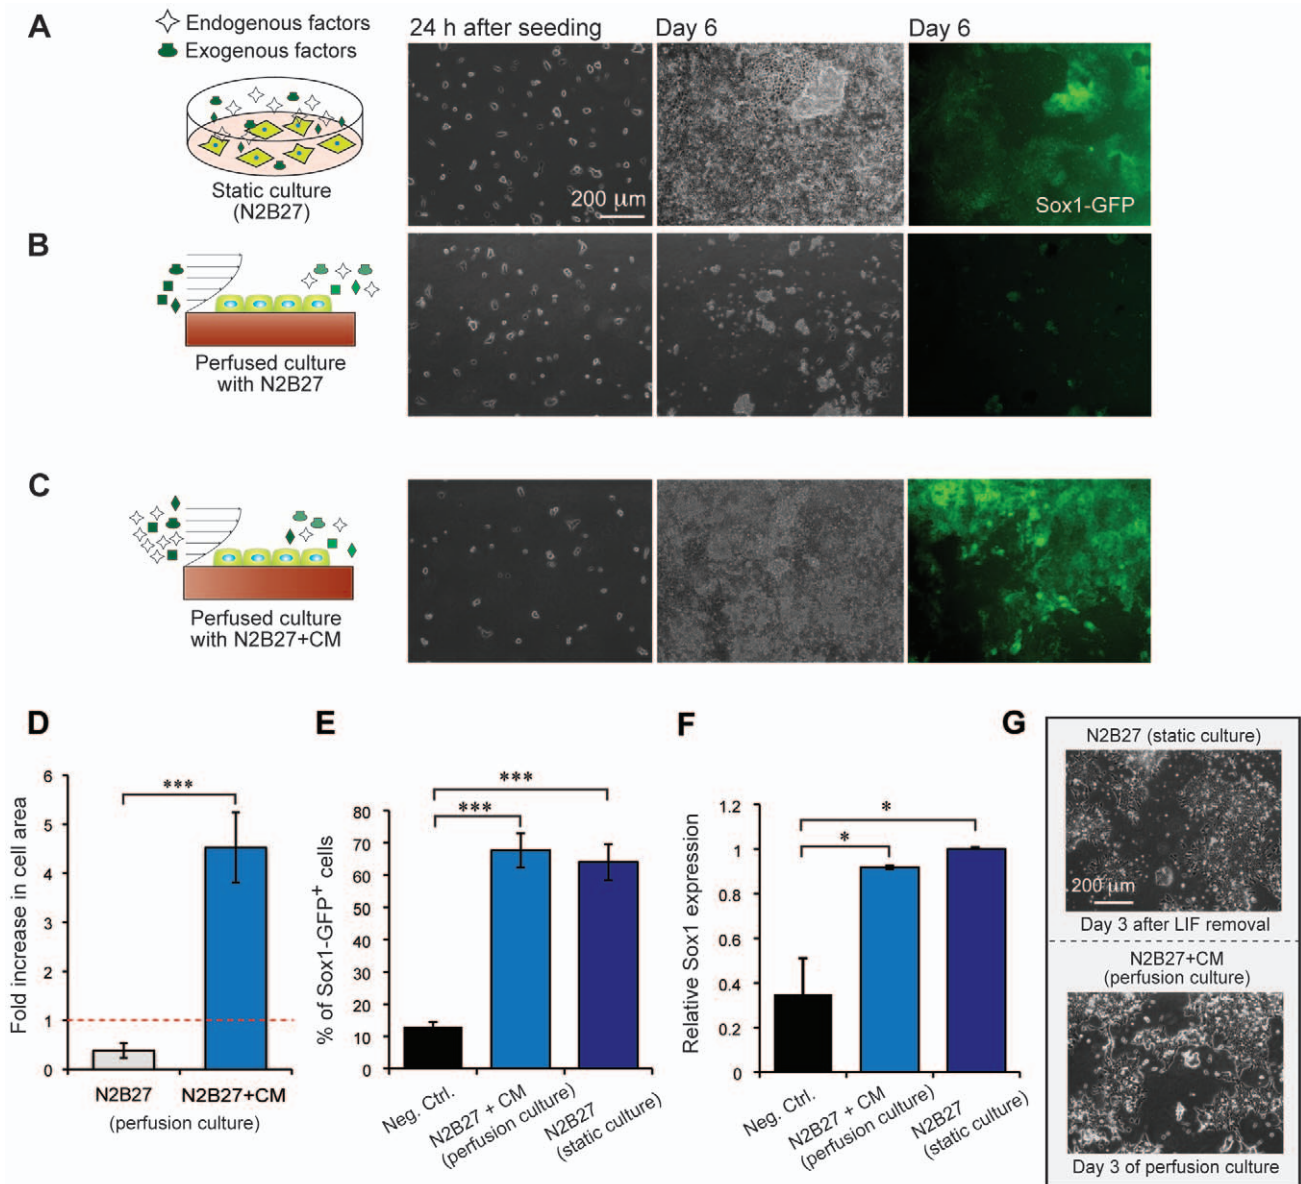 A
Endogenous factors
Exogenous factors
24 h after seeding
Day 6
Day 6
200 μm
Sox1-GFP
Static culture
(N2B27)
B
Perfused culture
with N2B27
C
Perfused culture
with N2B27+CM
D
Fold increase in cell area
6
5
4
3
2
1
0
***
N2B27
N2B27+CM
(perfusion culture)
E
% of Sox1-GFP⁺ cells
80
70
60
50
40
30
20
10
0
***
***
Neg. Ctrl.
N2B27 + CM
(perfusion culture)
N2B27
(static culture)
F
Relative Sox1 expression
1.2
1
0.8
0.6
0.4
0.2
0
*
*
Neg. Ctrl.
N2B27 + CM
(perfusion culture)
N2B27
(static culture)
G
N2B27 (static culture)
200 μm
Day 3 after LIF removal
N2B27+CM
(perfusion culture)
Day 3 of perfusion culture